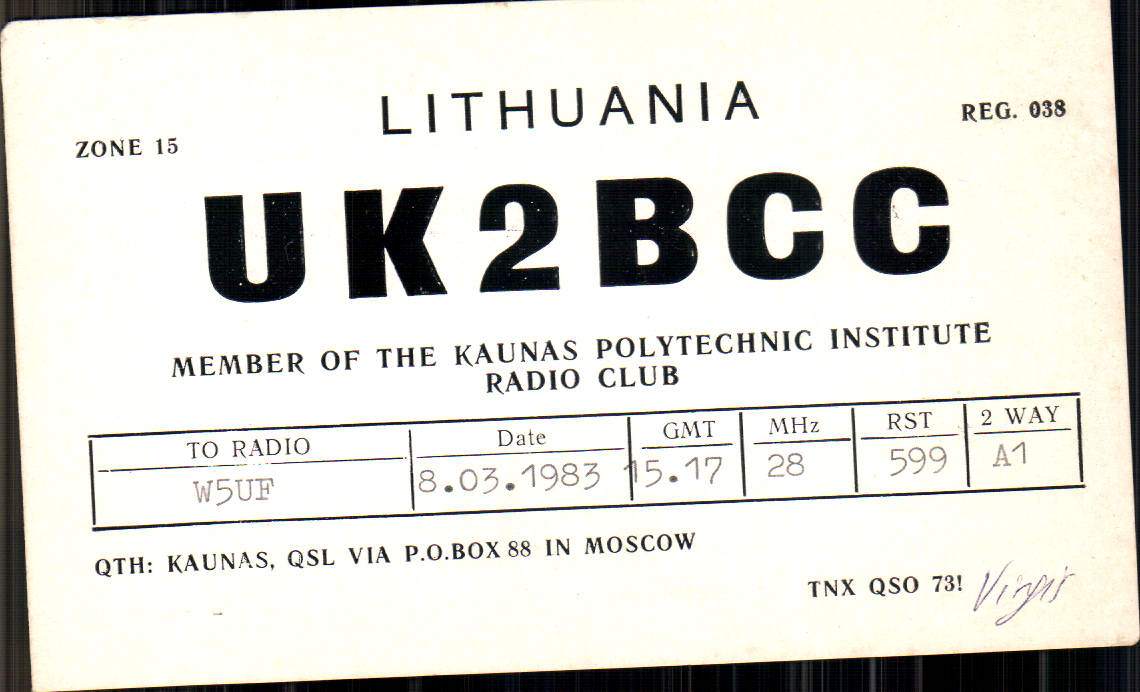 LITHUANIA
ZONE 15
REG. 038
UK2BCC
MEMBER OF THE KAUNAS POLYTECHNIC INSTITUTE
RADIO CLUB
TO RADIO Date GMT MHz RST 2 WAY
W5UF 8.03.1983 15.17 28 599 A1
QTH: KAUNAS, QSL VIA P.O.BOX 88 IN MOSCOW
TNX QSO 73! Virgis